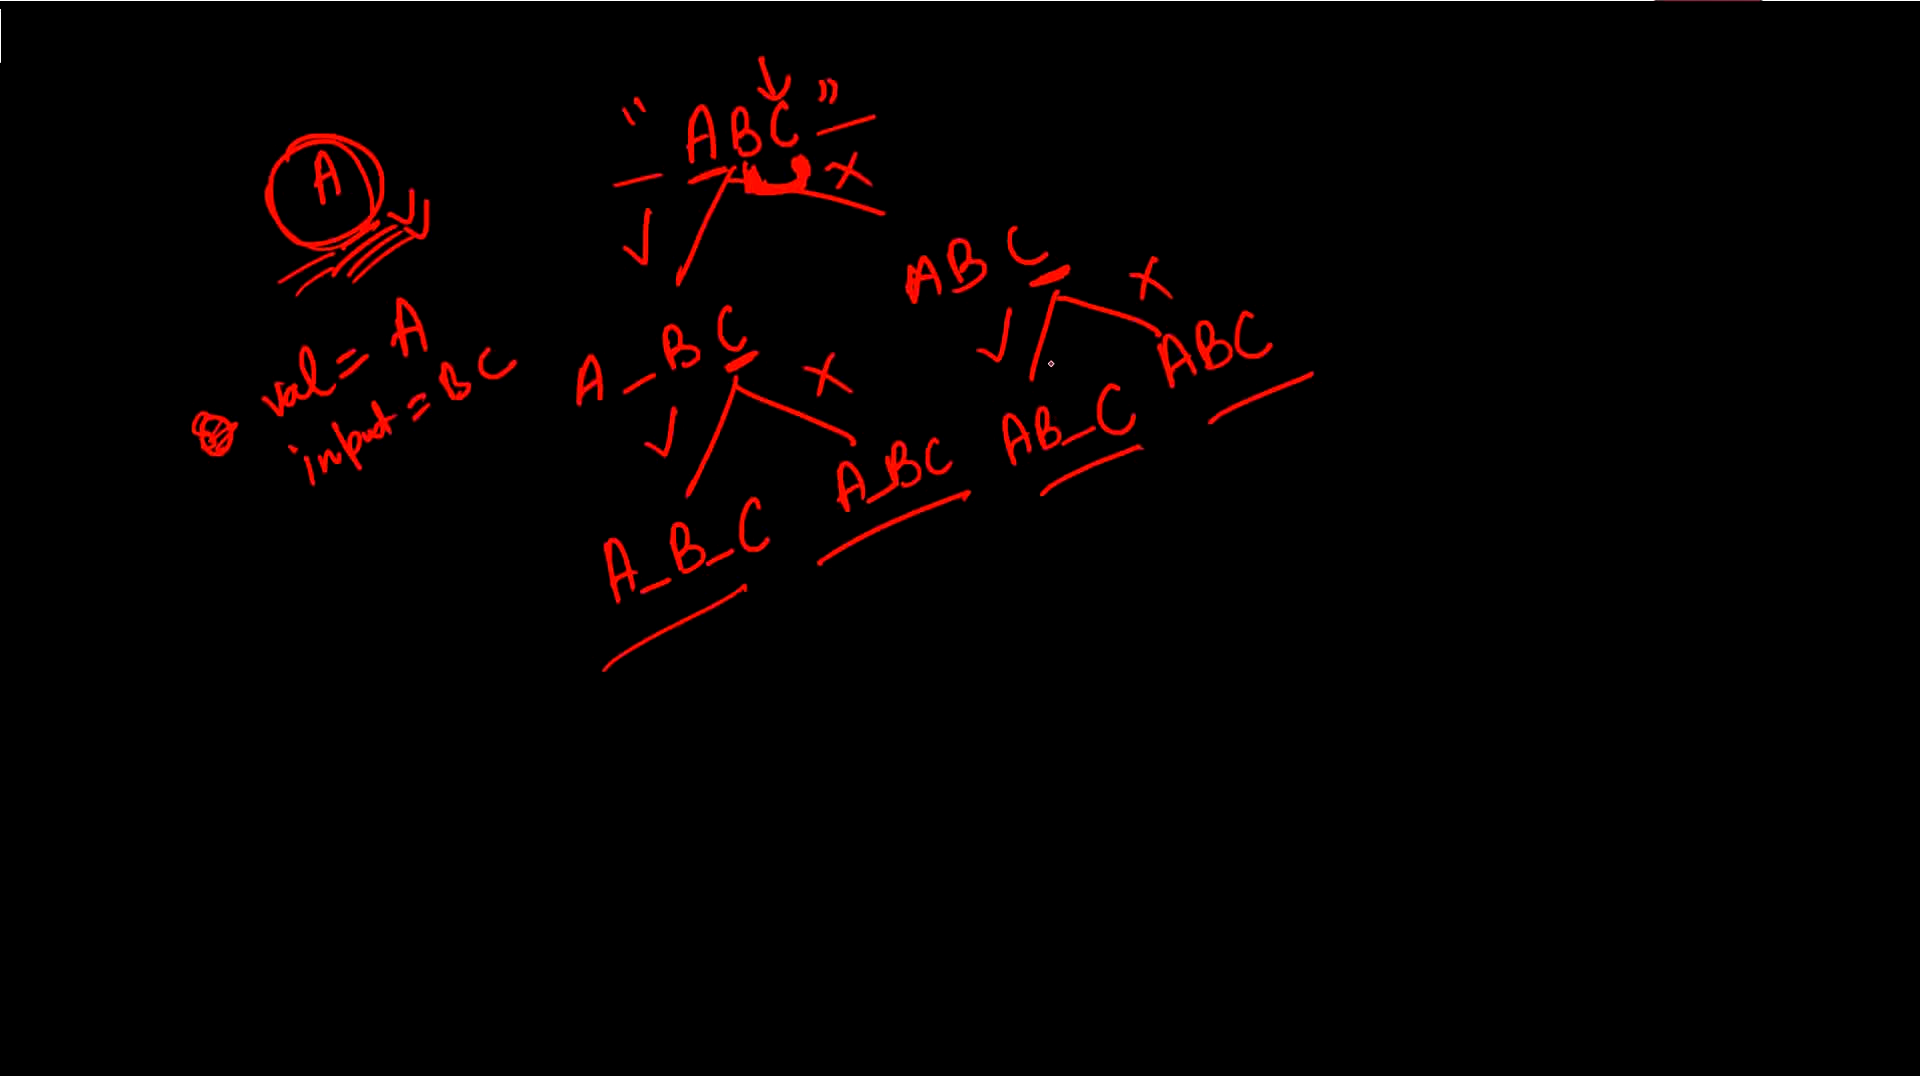 "ABC"
A
ABC
val = A
A_BC
ABC
input = BC
A_BC
AB_C
A_B_C